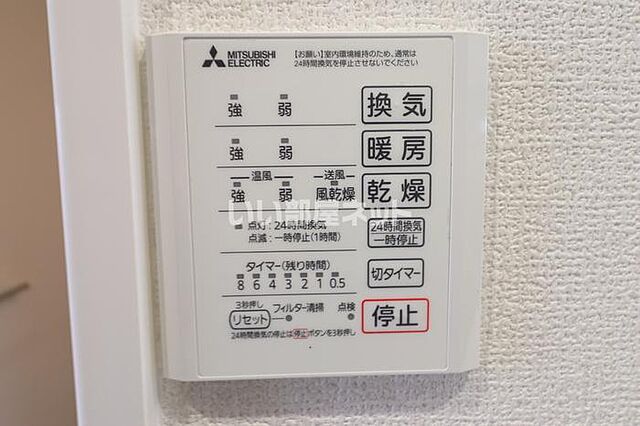 MITSUBISHI
ELECTRIC
【お願い】室内環境維持のため、通常は
24時間換気を停止させないでください
強 弱 換気
強 弱 暖房
温風 送風
強 弱 風乾燥 乾燥
いい部屋ネット
点灯:24時間換気
点滅:一時停止(1時間)
24時間換気
一時停止
タイマー(残り時間)
8 6 4 3 2 1 0.5
切タイマー
3秒押し
リセット フィルター清掃 点検
停止
24時間換気の停止は停止ボタンを3秒押し